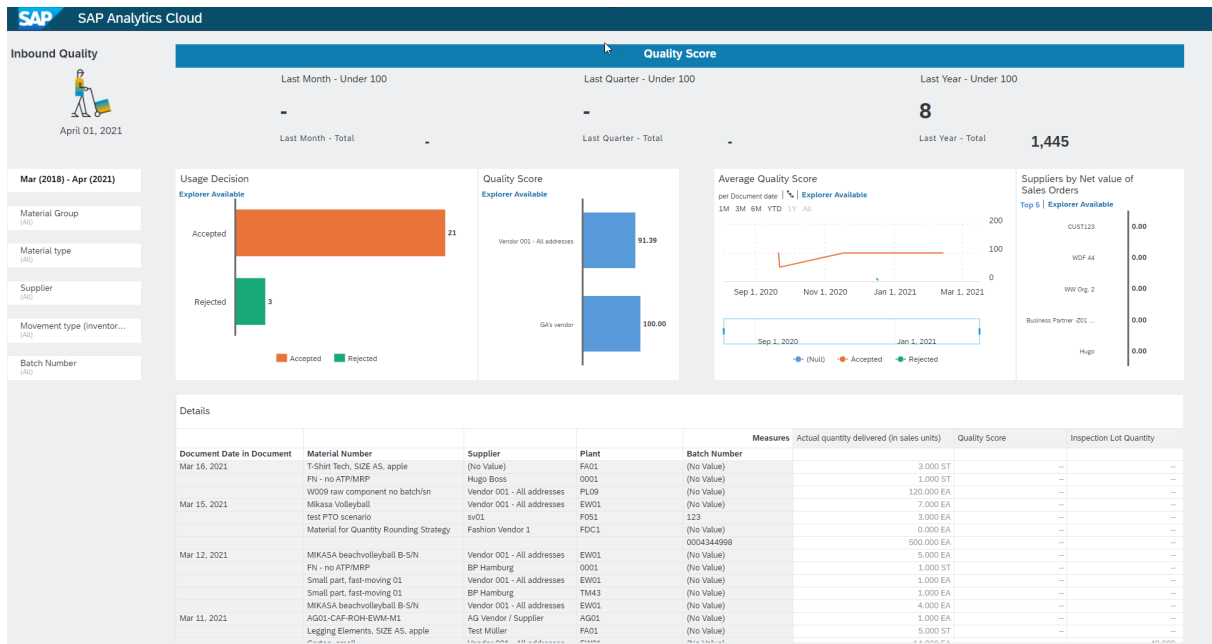 SAP SAP Analytics Cloud
Inbound Quality
April 01, 2021
Quality Score
Last Month - Under 100
Last Quarter - Under 100
Last Year - Under 100
-
-
8
Last Month - Total -
Last Quarter - Total -
Last Year - Total 1,445
Mar (2018) - Apr (2021)
Material Group
(All)
Material type
(All)
Supplier
(All)
Movement type (inventor...
(All)
Batch Number
(All)
Usage Decision
Explorer Available
Accepted 21
Rejected 3
Accepted Rejected
Quality Score
Explorer Available
Vendor 001 - All addresses 91.39
GA's vendor 100.00
Average Quality Score
per Document date | Explorer Available
1M 3M 6M YTD 1Y All
200
100
0
Sep 1, 2020 Nov 1, 2020 Jan 1, 2021 Mar 1, 2021
Sep 1, 2020 Jan 1, 2021
(Null) Accepted Rejected
Suppliers by Net value of
Sales Orders
Top 5 | Explorer Available
CUST123 0.00
WDF 44 0.00
WW Org. 2 0.00
Business Partner -Z01 ... 0.00
Hugo 0.00
Details
Measures Actual quantity delivered (in sales units) Quality Score Inspection Lot Quantity
Document Date in Document Material Number Supplier Plant Batch Number
Mar 16, 2021 T-Shirt Tech, SIZE AS, apple (No Value) FA01 (No Value) 3.000 ST – –
FN - no ATP/MRP Hugo Boss 0001 (No Value) 1.000 ST – –
W009 raw component no batch/sn Vendor 001 - All addresses PL09 (No Value) 120.000 EA – –
Mar 15, 2021 Mikasa Volleyball Vendor 001 - All addresses EW01 (No Value) 7.000 EA – –
test PTO scenario sv01 F051 123 3.000 EA – –
Material for Quantity Rounding Strategy Fashion Vendor 1 FDC1 (No Value) 0.000 EA – –
0004344998 500.000 EA – –
Mar 12, 2021 MIKASA beachvolleyball B-S/N Vendor 001 - All addresses EW01 (No Value) 5.000 EA – –
FN - no ATP/MRP BP Hamburg 0001 (No Value) 1.000 ST – –
Small part, fast-moving 01 Vendor 001 - All addresses EW01 (No Value) 1.000 EA – –
Small part, fast-moving 01 BP Hamburg TM43 (No Value) 1.000 EA – –
MIKASA beachvolleyball B-S/N Vendor 001 - All addresses EW01 (No Value) 4.000 EA – –
Mar 11, 2021 AG01-CAF-ROH-EWM-M1 AG Vendor / Supplier AG01 (No Value) 1.000 EA – –
Legging Elements, SIZE AS, apple Test Müller FA01 (No Value) 5.000 ST – –